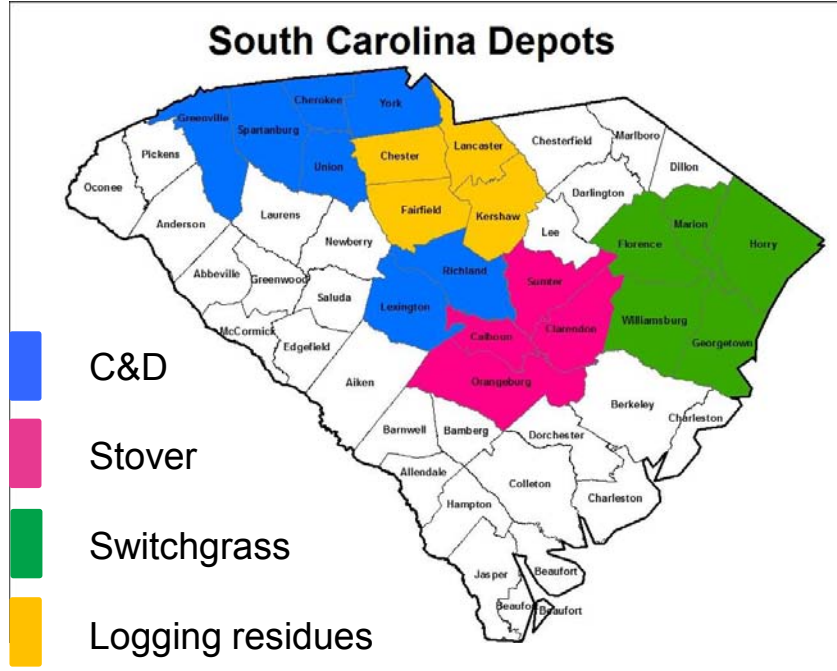 South Carolina Depots
Cherokee
York
Greenville
Spartanburg
Pickens
Union
Chester
Lancaster
Chesterfield
Marlboro
Oconee
Dillon
Darlington
Anderson
Laurens
Fairfield
Kershaw
Lee
Marion
Newberry
Florence
Horry
Abbeville
Greenwood
Richland
Saluda
Sumter
Lexington
Williamsburg
McCormick
Clarendon
Calhoun
Georgetown
Edgefield
C&D
Aiken
Orangeburg
Berkeley
Charleston
Barnwell
Bamberg
Dorchester
Stover
Allendale
Colleton
Hampton
Charleston
Switchgrass
Jasper
Beaufort
Beaufort
Beaufort
Logging residues